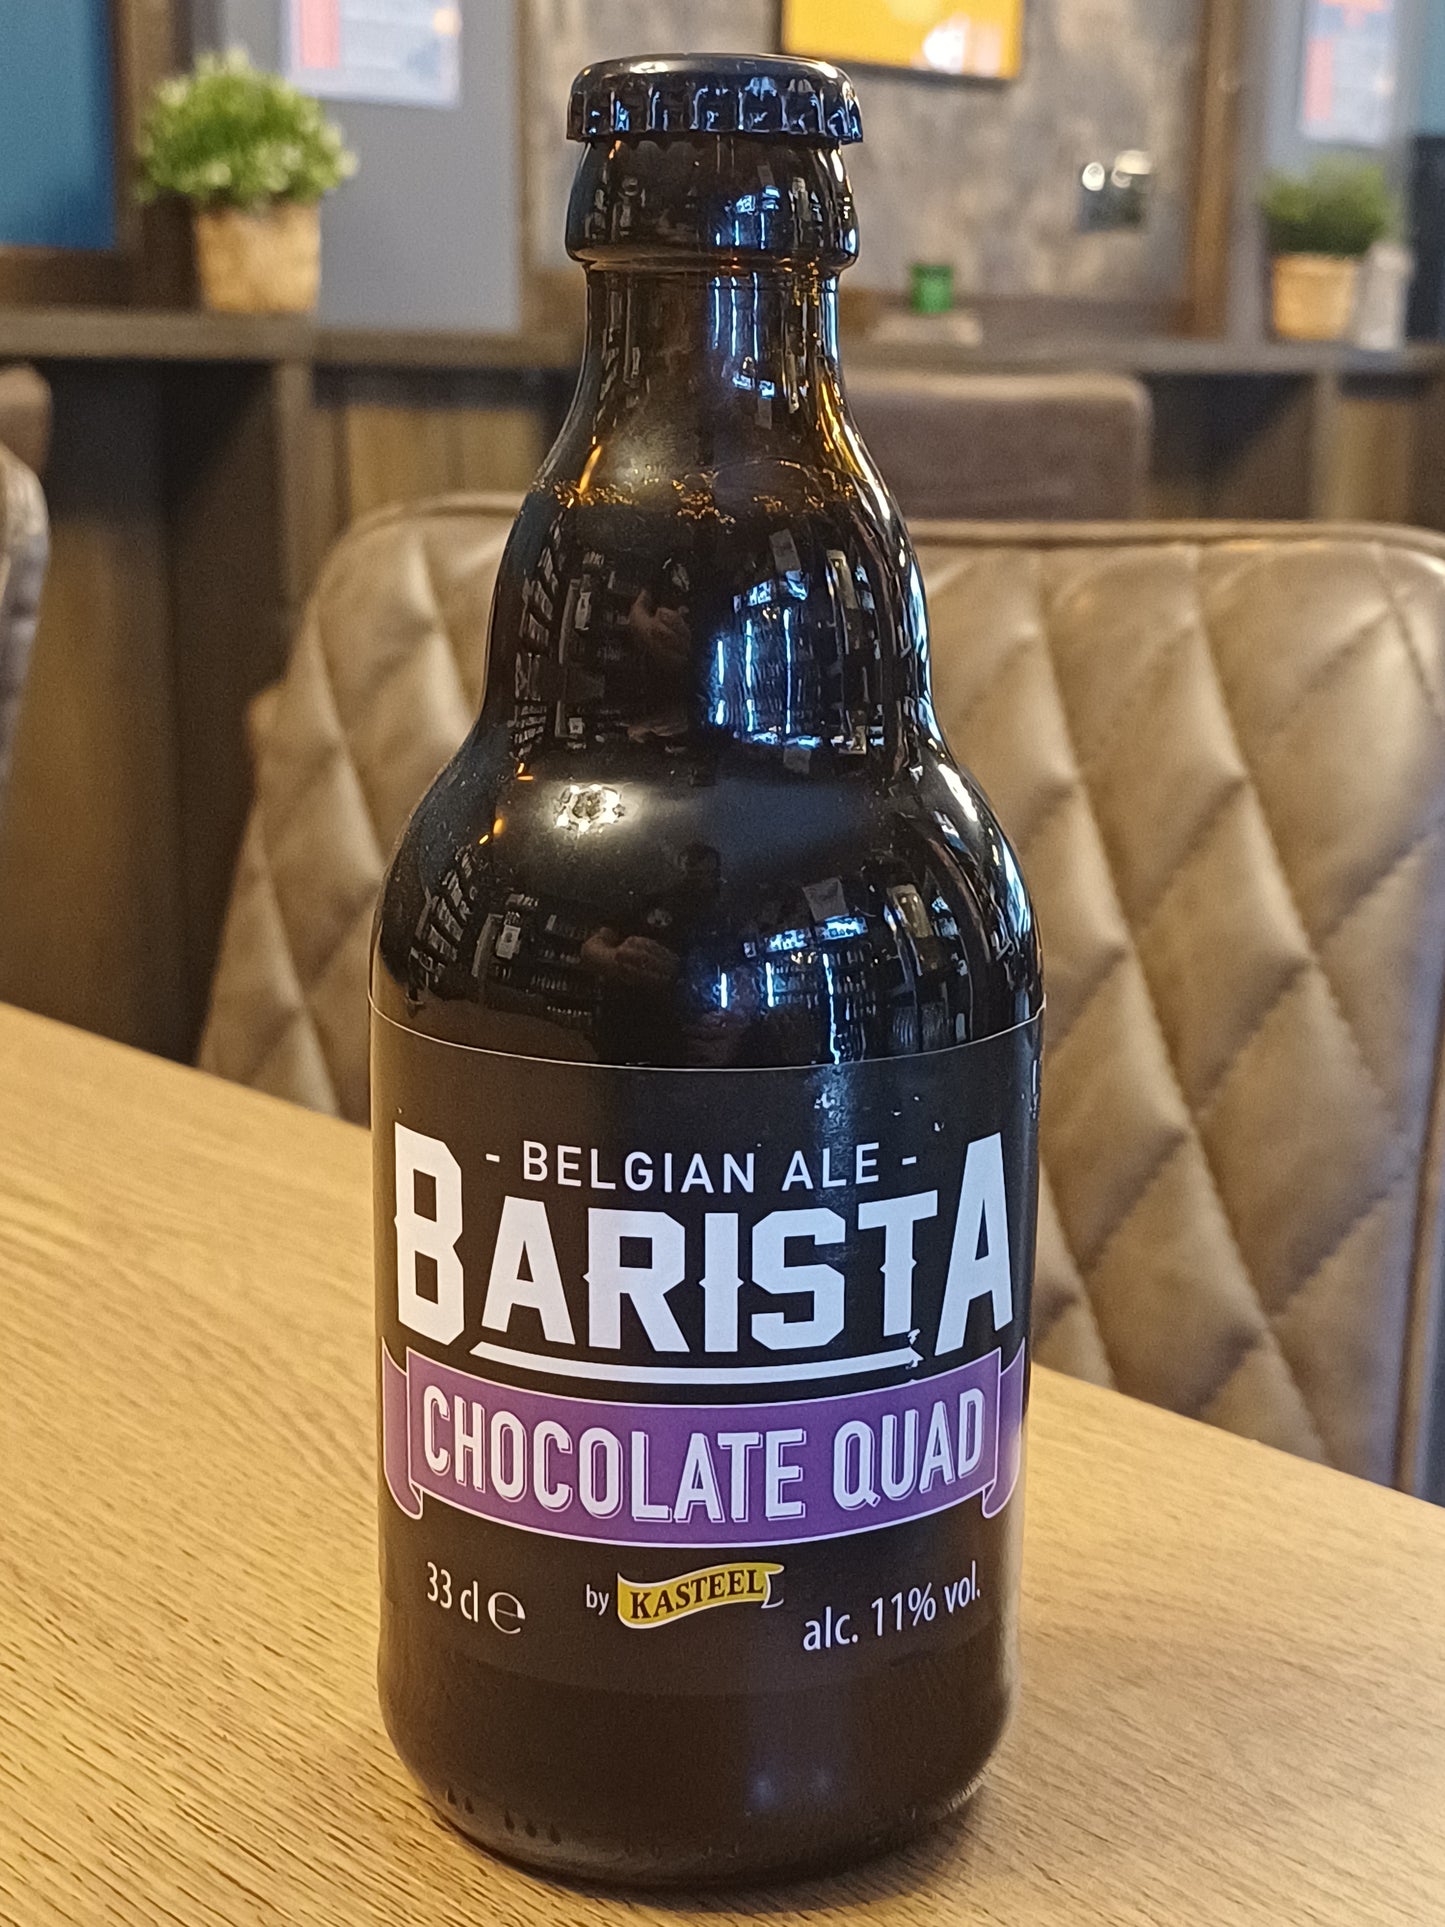 - BELGIAN ALE -
BARISTA
CHOCOLATE QUAD
33 cl ℮
by KASTEEL
alc. 11% vol.